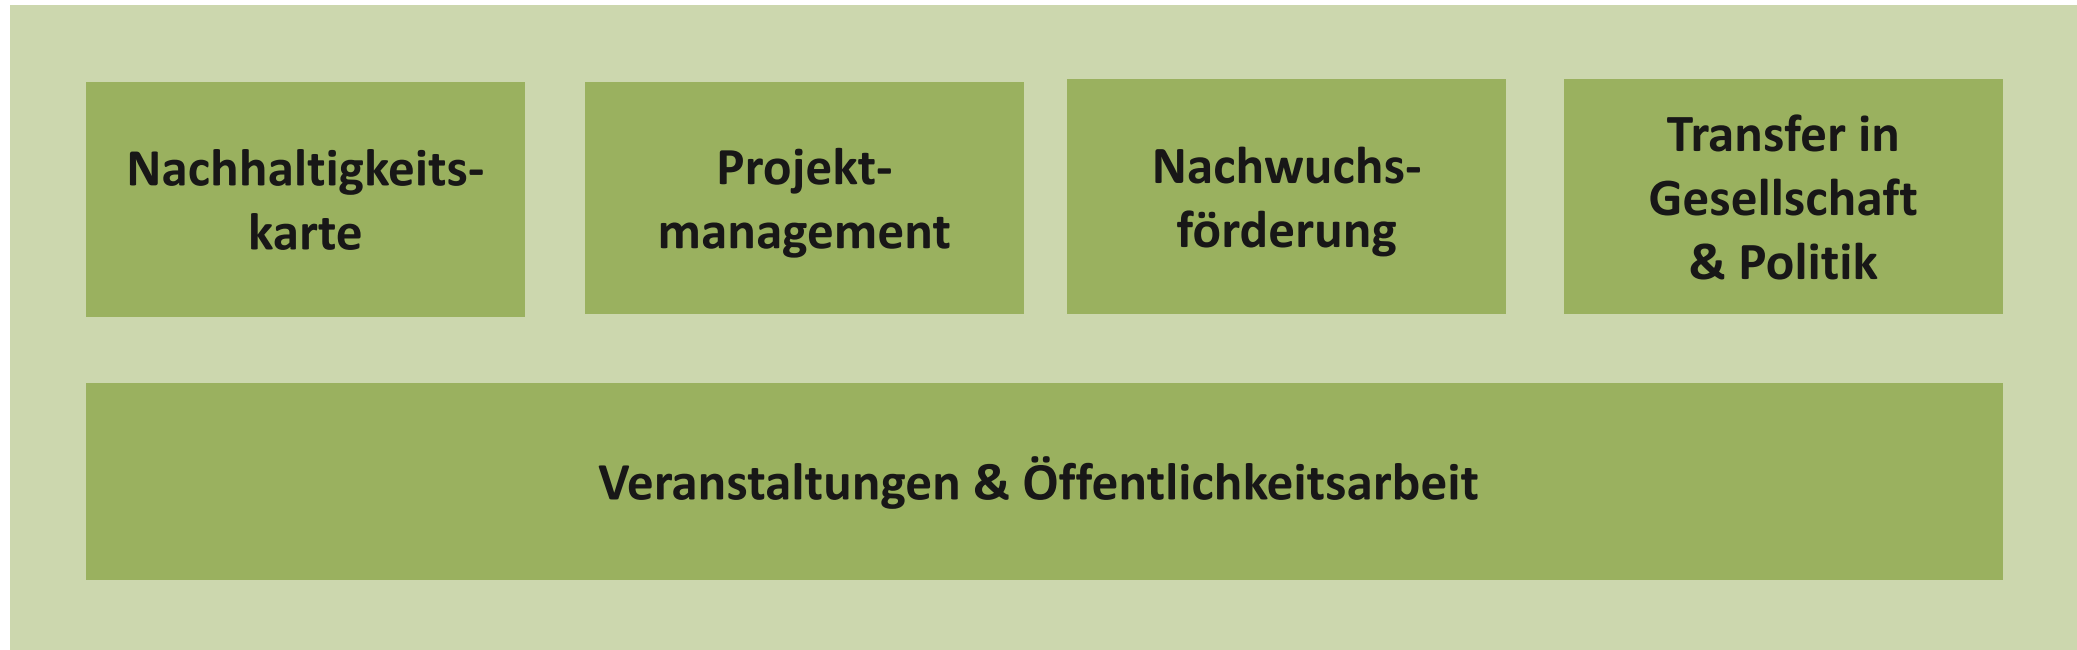 Nachhaltigkeits-
karte
Projekt-
management
Nachwuchs-
förderung
Transfer in
Gesellschaft
& Politik
Veranstaltungen & Öffentlichkeitsarbeit